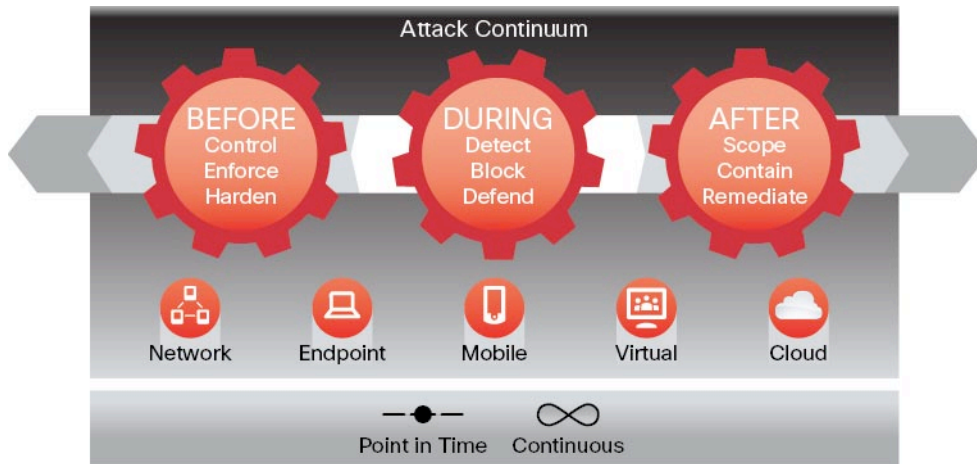 Attack Continuum
BEFORE
Control
Enforce
Harden
DURING
Detect
Block
Defend
AFTER
Scope
Contain
Remediate
Network
Endpoint
Mobile
Virtual
Cloud
Point in Time
Continuous